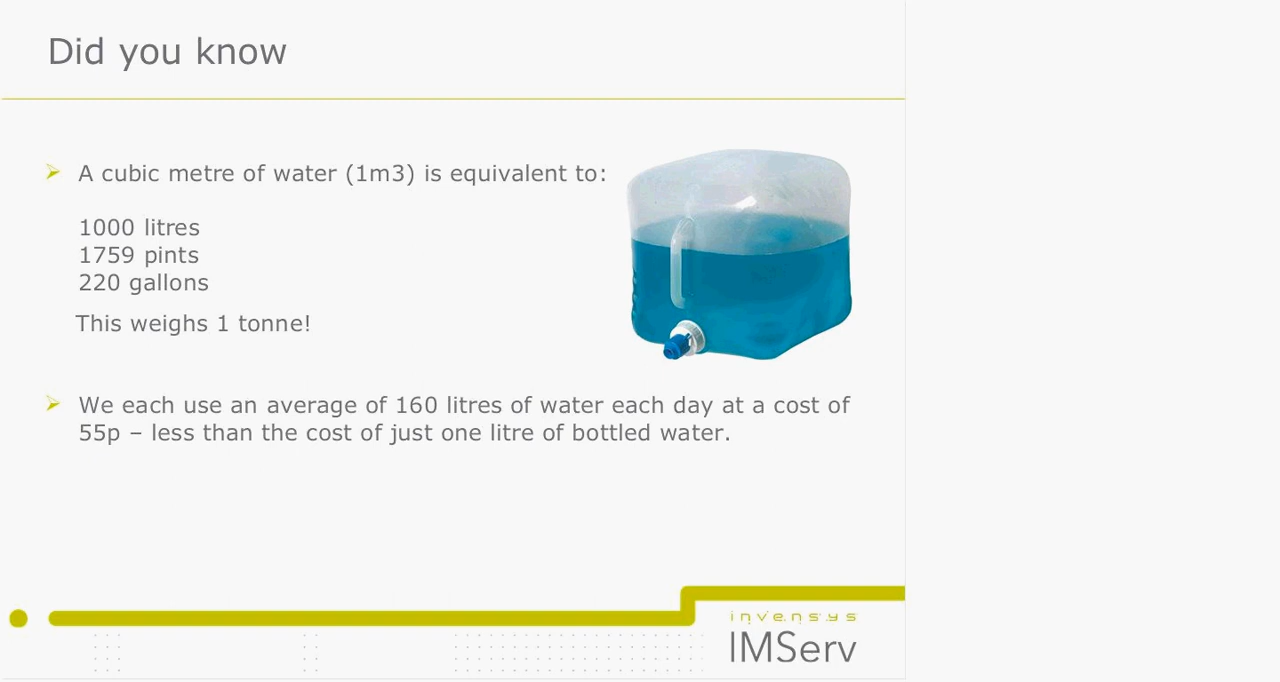 Did you know
A cubic metre of water (1m3) is equivalent to:
1000 litres
1759 pints
220 gallons
This weighs 1 tonne!
We each use an average of 160 litres of water each day at a cost of
55p – less than the cost of just one litre of bottled water.
invensys
IMServ